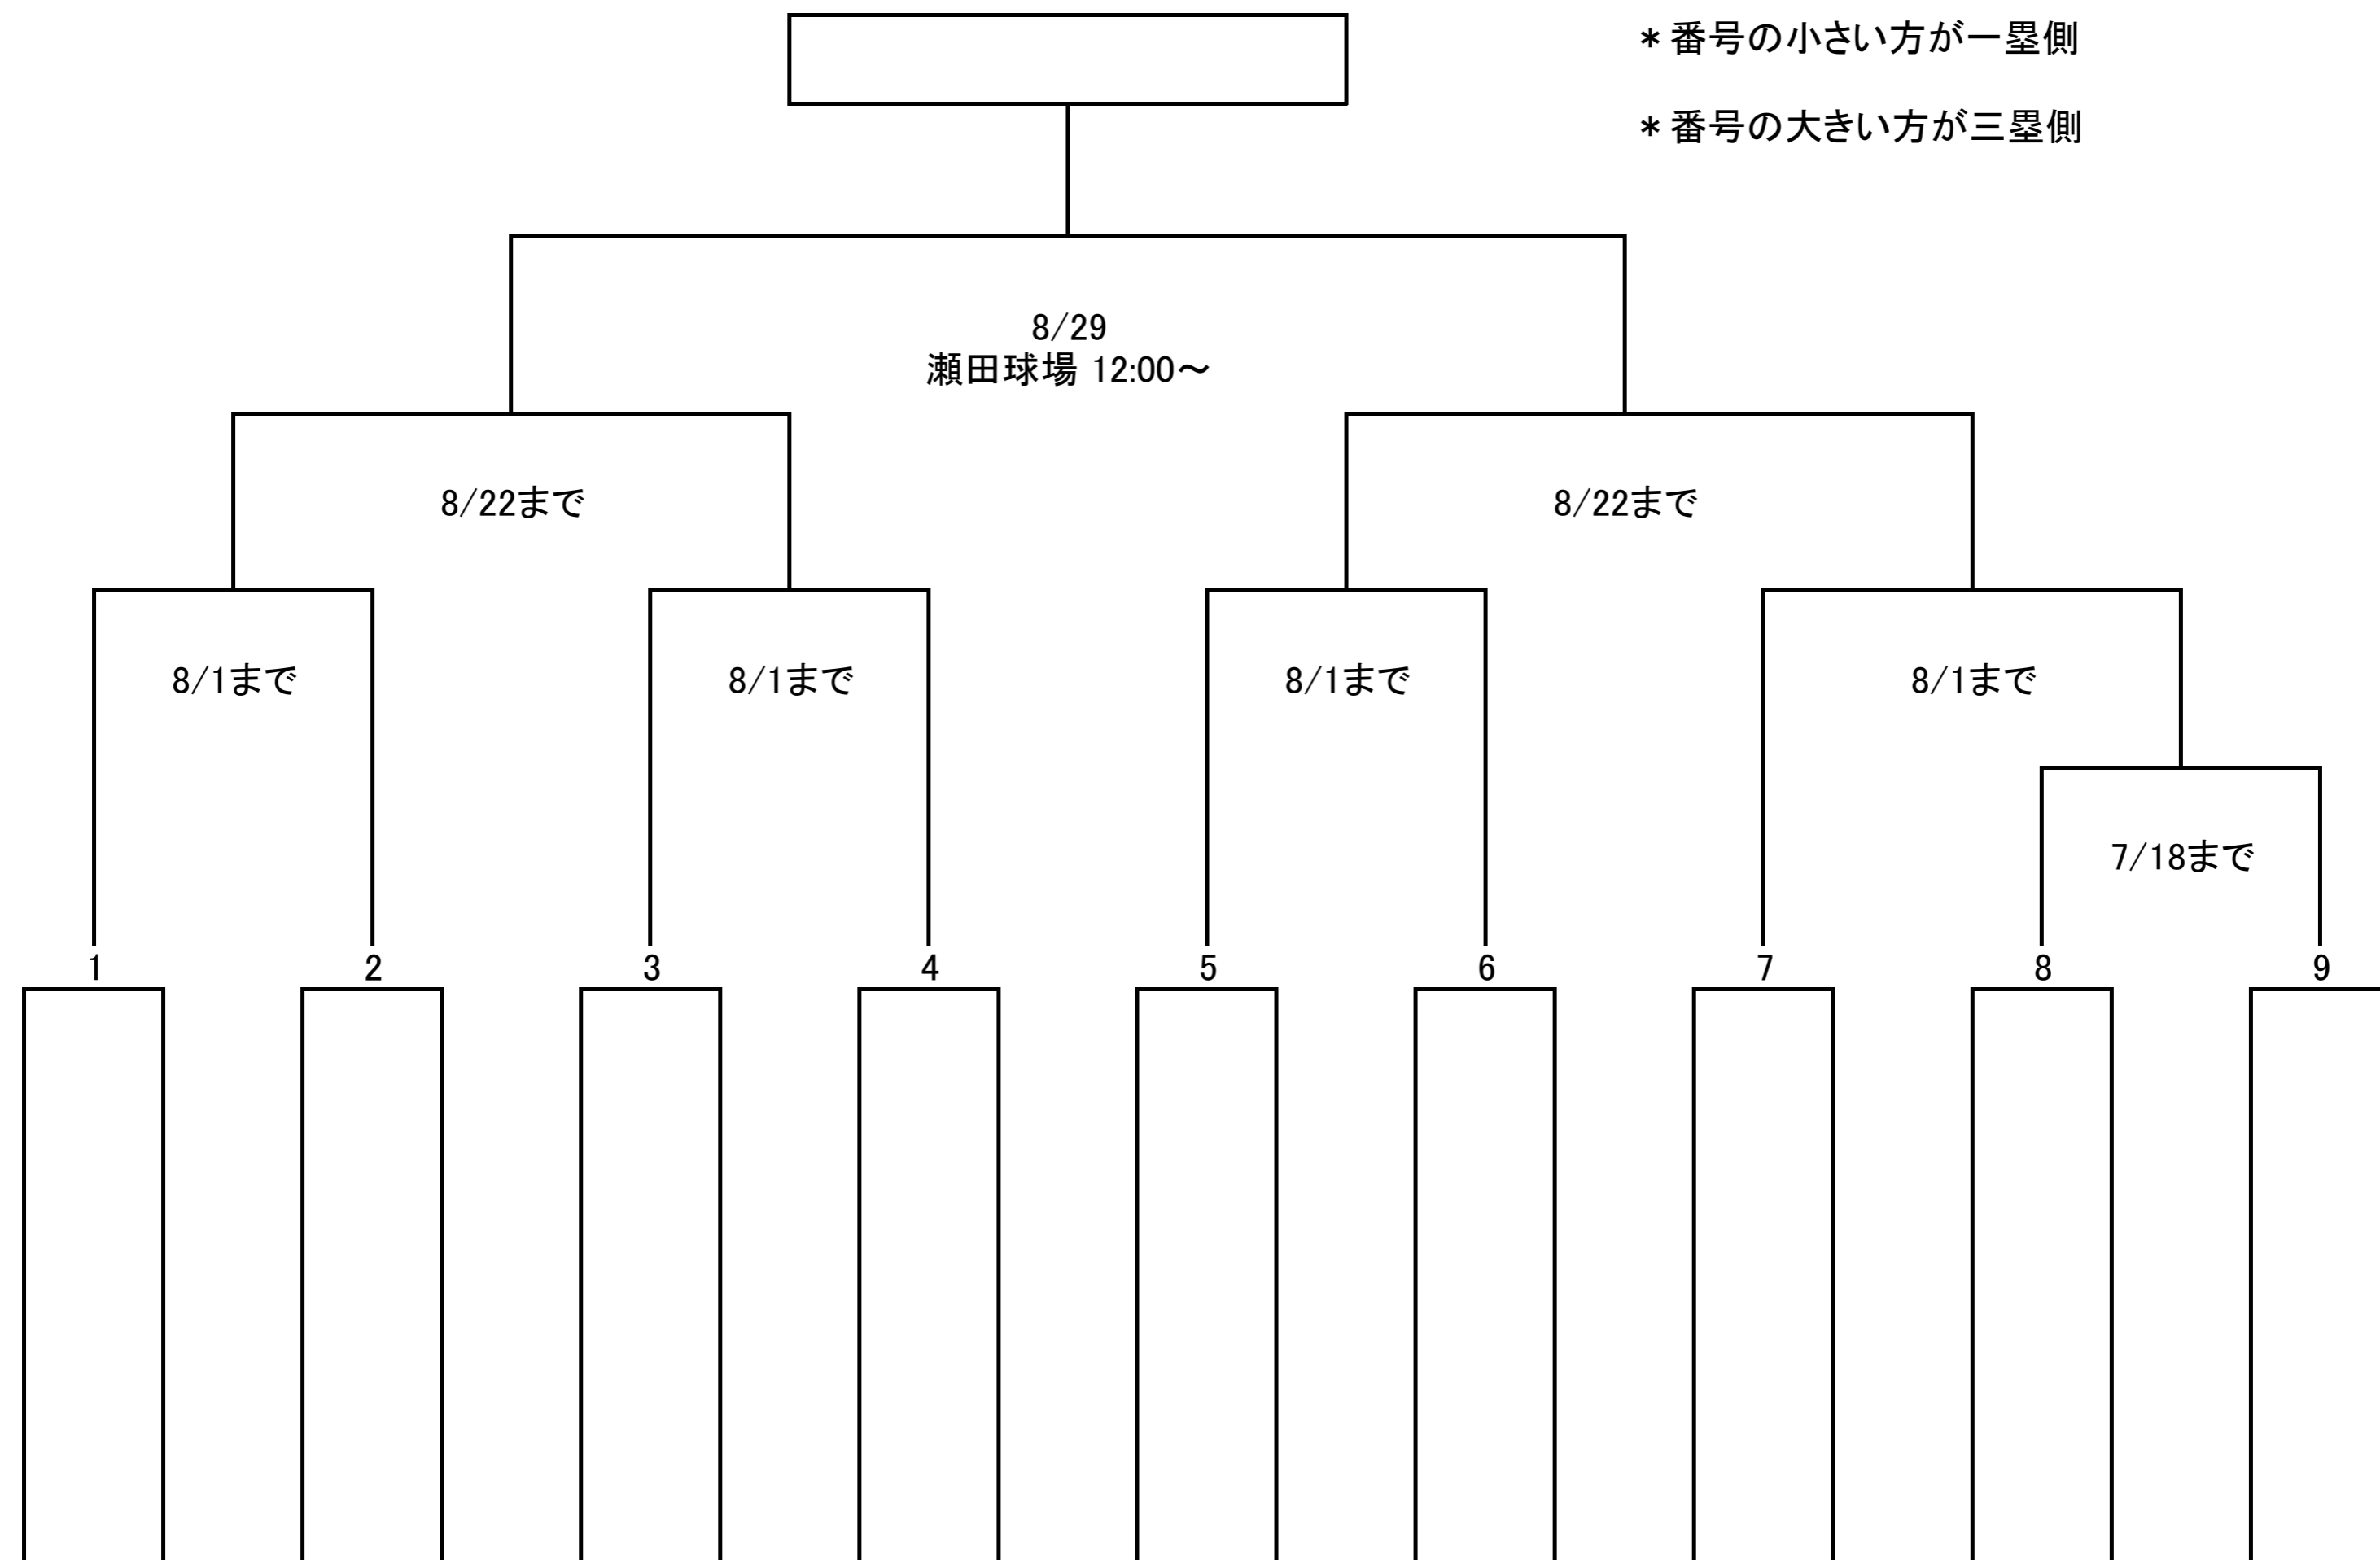 *番号の小さい方が一塁側
*番号の大きい方が三塁側
8/29
瀬田球場 12:00～
8/22まで
8/22まで
8/1まで
8/1まで
8/1まで
8/1まで
7/18まで
1
2
3
4
5
6
7
8
9